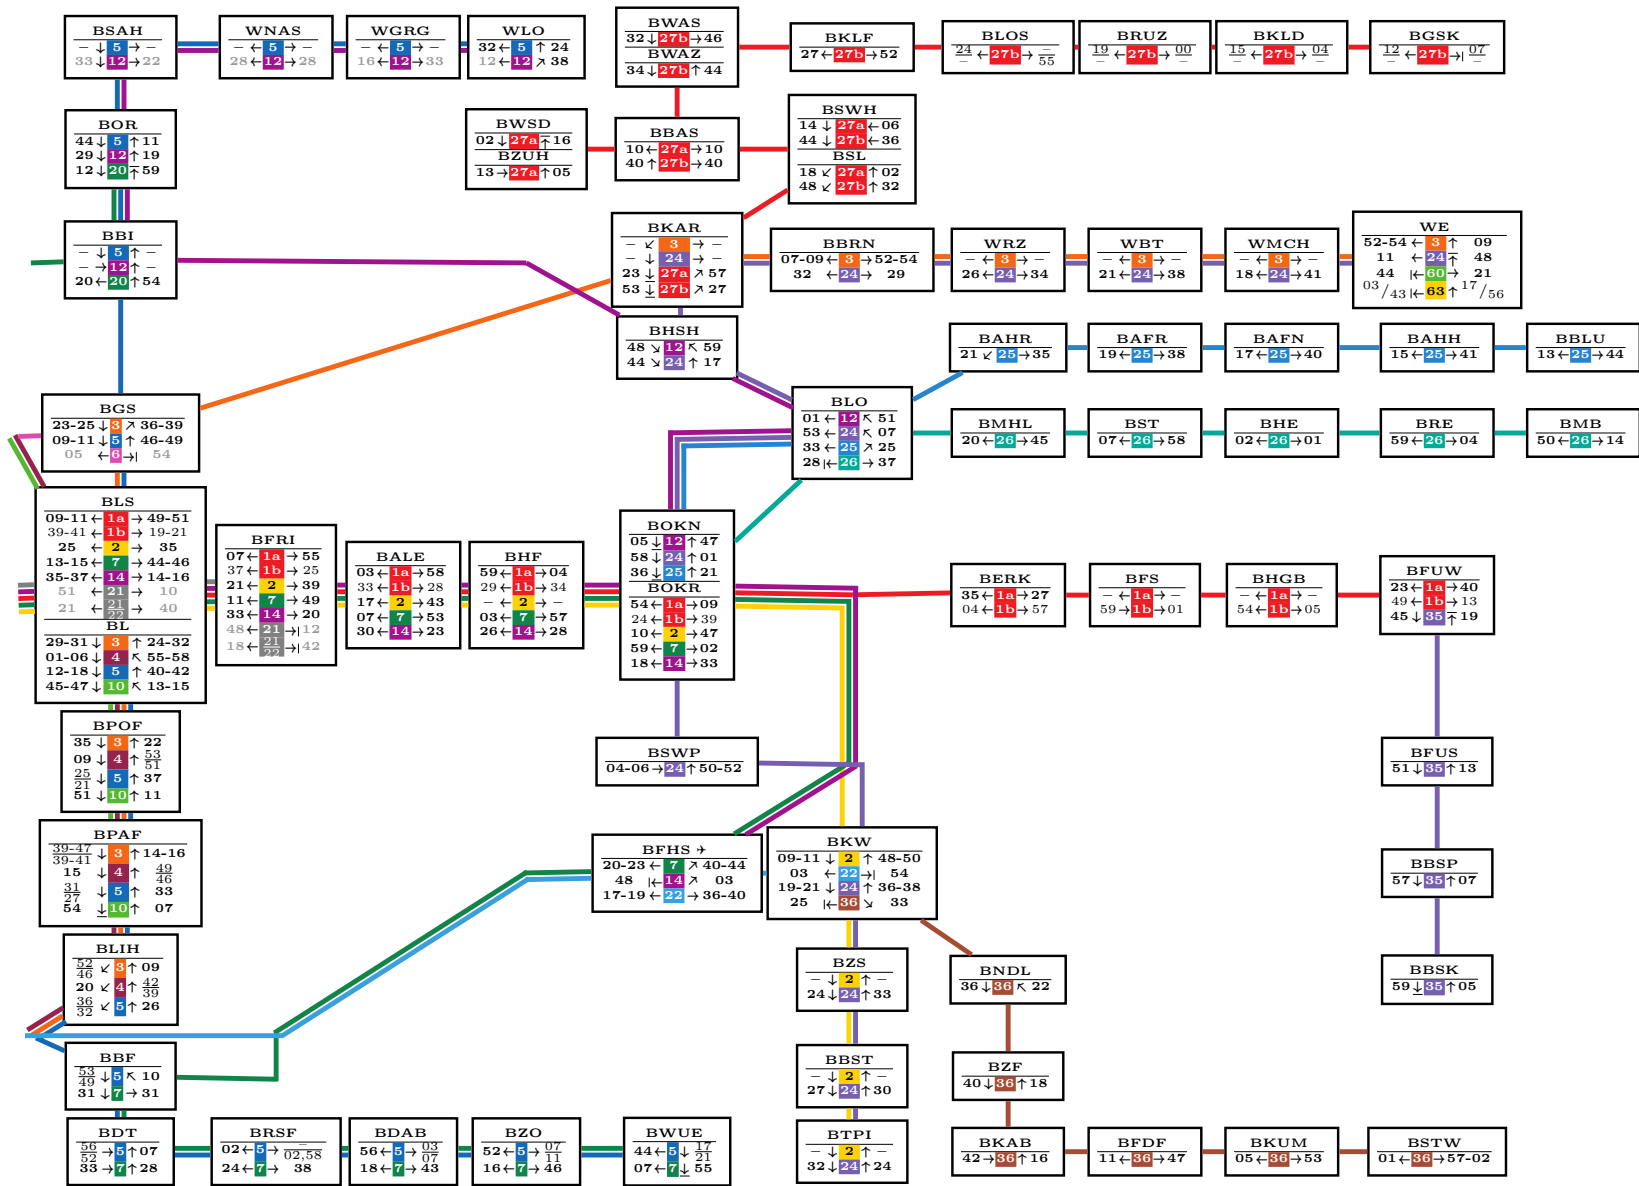 BSAH
– ↓ 5 → –
33 ↓ 12 → 22
WNAS
– ← 5 → –
28 ← 12 → 28
WGRG
– ← 5 → –
16 ← 12 → 33
WLO
32 ← 5 ↑ 24
12 ← 12 ↗ 38
BWAS
32 ↓ 27b → 46
BWAZ
34 ↓ 27b ↑ 44
BKLF
27 ← 27b → 52
BLOS
24/– ← 27b → –/55
BRUZ
19/– ← 27b → 00/–
BKLD
15/– ← 27b → 04/–
BGSK
12/– ← 27b →| 07/–
BOR
44 ↓ 5 ↑ 11
29 ↓ 12 ↑ 19
12 ↓ 20 ↑ 59
BWSD
02 ↓ 27a ↑ 16
BZUH
13 → 27a ↑ 05
BBAS
10 ← 27a → 10
40 ↑ 27b → 40
BSWH
14 ↓ 27a ← 06
44 ↓ 27b ← 36
BSL
18 ↙ 27a ↑ 02
48 ↙ 27b ↑ 32
BBI
– ↓ 5 ↑ –
– → 12 ↑ –
20 ← 20 ↑ 54
BKAR
– ↙ 3 → –
– ↓ 24 → –
23 ↓ 27a ↗ 57
53 ↓ 27b ↗ 27
BBRN
07-09 ← 3 → 52-54
32 ← 24 → 29
WRZ
– ← 3 → –
26 ← 24 → 34
WBT
– ← 3 → –
21 ← 24 → 38
WMCH
– ← 3 → –
18 ← 24 → 41
WE
52-54 ← 3 ↑ 09
11 ← 24 ↑ 48
44 |← 60 → 21
03/43 |← 63 ↑ 17/56
BHSH
48 ↘ 12 ↖ 59
44 ↘ 24 ↑ 17
BAHR
21 ↙ 25 → 35
BAFR
19 ← 25 → 38
BAFN
17 ← 25 → 40
BAHH
15 ← 25 → 41
BBLU
13 ← 25 → 44
BGS
23-25 ↓ 3 ↗ 36-39
09-11 ↓ 5 ↑ 46-49
05 ← 6 →| 54
BLO
01 ← 12 ↖ 51
53 ← 24 ↖ 07
33 ← 25 ↗ 25
28 |← 26 → 37
BMHL
20 ← 26 → 45
BST
07 ← 26 → 58
BHE
02 ← 26 → 01
BRE
59 ← 26 → 04
BMB
50 ← 26 → 14
BLS
09-11 ← 1a → 49-51
39-41 ← 1b → 19-21
25 ← 2 → 35
13-15 ← 7 → 44-46
35-37 ← 14 → 14-16
51 ← 21 → 10
21 ← 21/22 → 40
BL
29-31 ↓ 3 ↑ 24-32
01-06 ↓ 4 ↖ 55-58
12-18 ↓ 5 ↑ 40-42
45-47 ↓ 10 ↖ 13-15
BFRI
07 ← 1a → 55
37 ← 1b → 25
21 ← 2 → 39
11 ← 7 → 49
33 ← 14 → 20
48 ← 21 →| 12
18 ← 21/22 →| 42
BALE
03 ← 1a → 58
33 ← 1b → 28
17 ← 2 → 43
07 ← 7 → 53
30 ← 14 → 23
BHF
59 ← 1a → 04
29 ← 1b → 34
– ← 2 → –
03 ← 7 → 57
26 ← 14 → 28
BOKN
05 ↓ 12 ↑ 47
58 ↓ 24 ↑ 01
36 ↓ 25 ↑ 21
BOKR
54 ← 1a → 09
24 ← 1b → 39
10 ← 2 → 47
59 ← 7 → 02
18 ← 14 → 33
BERK
35 ← 1a → 27
04 ← 1b → 57
BFS
– ← 1a → –
59 → 1b → 01
BHGB
– ← 1a → –
54 ← 1b → 05
BFUW
23 ← 1a → 40
49 ← 1b → 13
45 ↓ 35 ↑ 19
BPOF
35 ↓ 3 ↑ 22
09 ↓ 4 ↑ 53/51
25/21 ↓ 5 ↑ 37
51 ↓ 10 ↑ 11
BSWP
04-06 → 24 ↑ 50-52
BFUS
51 ↓ 35 ↑ 13
BPAF
39-47/39-41 ↓ 3 ↑ 14-16
15 ↓ 4 ↑ 49/46
31/27 ↓ 5 ↑ 33
54 ↓ 10 ↑ 07
BFHS ✈
20-23 ← 7 ↗ 40-44
48 |← 14 ↗ 03
17-19 ← 22 → 36-40
BKW
09-11 ↓ 2 ↑ 48-50
03 ← 22 →| 54
19-21 ↓ 24 ↑ 36-38
25 |← 36 ↘ 33
BBSP
57 ↓ 35 ↑ 07
BLIH
52/46 ↙ 3 ↑ 09
20 ↙ 4 ↑ 42/39
36/32 ↙ 5 ↑ 26
BZS
– ↓ 2 ↑ –
24 ↓ 24 ↑ 33
BNDL
36 ↓ 36 ↖ 22
BBSK
59 ↓ 35 ↑ 05
BBF
53/49 ↓ 5 ↖ 10
31 ↓ 7 → 31
BBST
– ↓ 2 ↑ –
27 ↓ 24 ↑ 30
BZF
40 ↓ 36 ↑ 18
BDT
56/52 → 5 ↑ 07
33 → 7 ↑ 28
BRSF
02 ← 5 → –/02,58
24 ← 7 → 38
BDAB
56 ← 5 → 03/07
18 ← 7 → 43
BZO
52 ← 5 → 07/11
16 ← 7 → 46
BWUE
44 ← 5 ↓ 17/21
07 ← 7 ↓ 55
BTPI
– ↓ 2 ↑ –
32 ↓ 24 ↑ 24
BKAB
42 → 36 ↑ 16
BFDF
11 ← 36 → 47
BKUM
05 ← 36 → 53
BSTW
01 ← 36 → 57-02